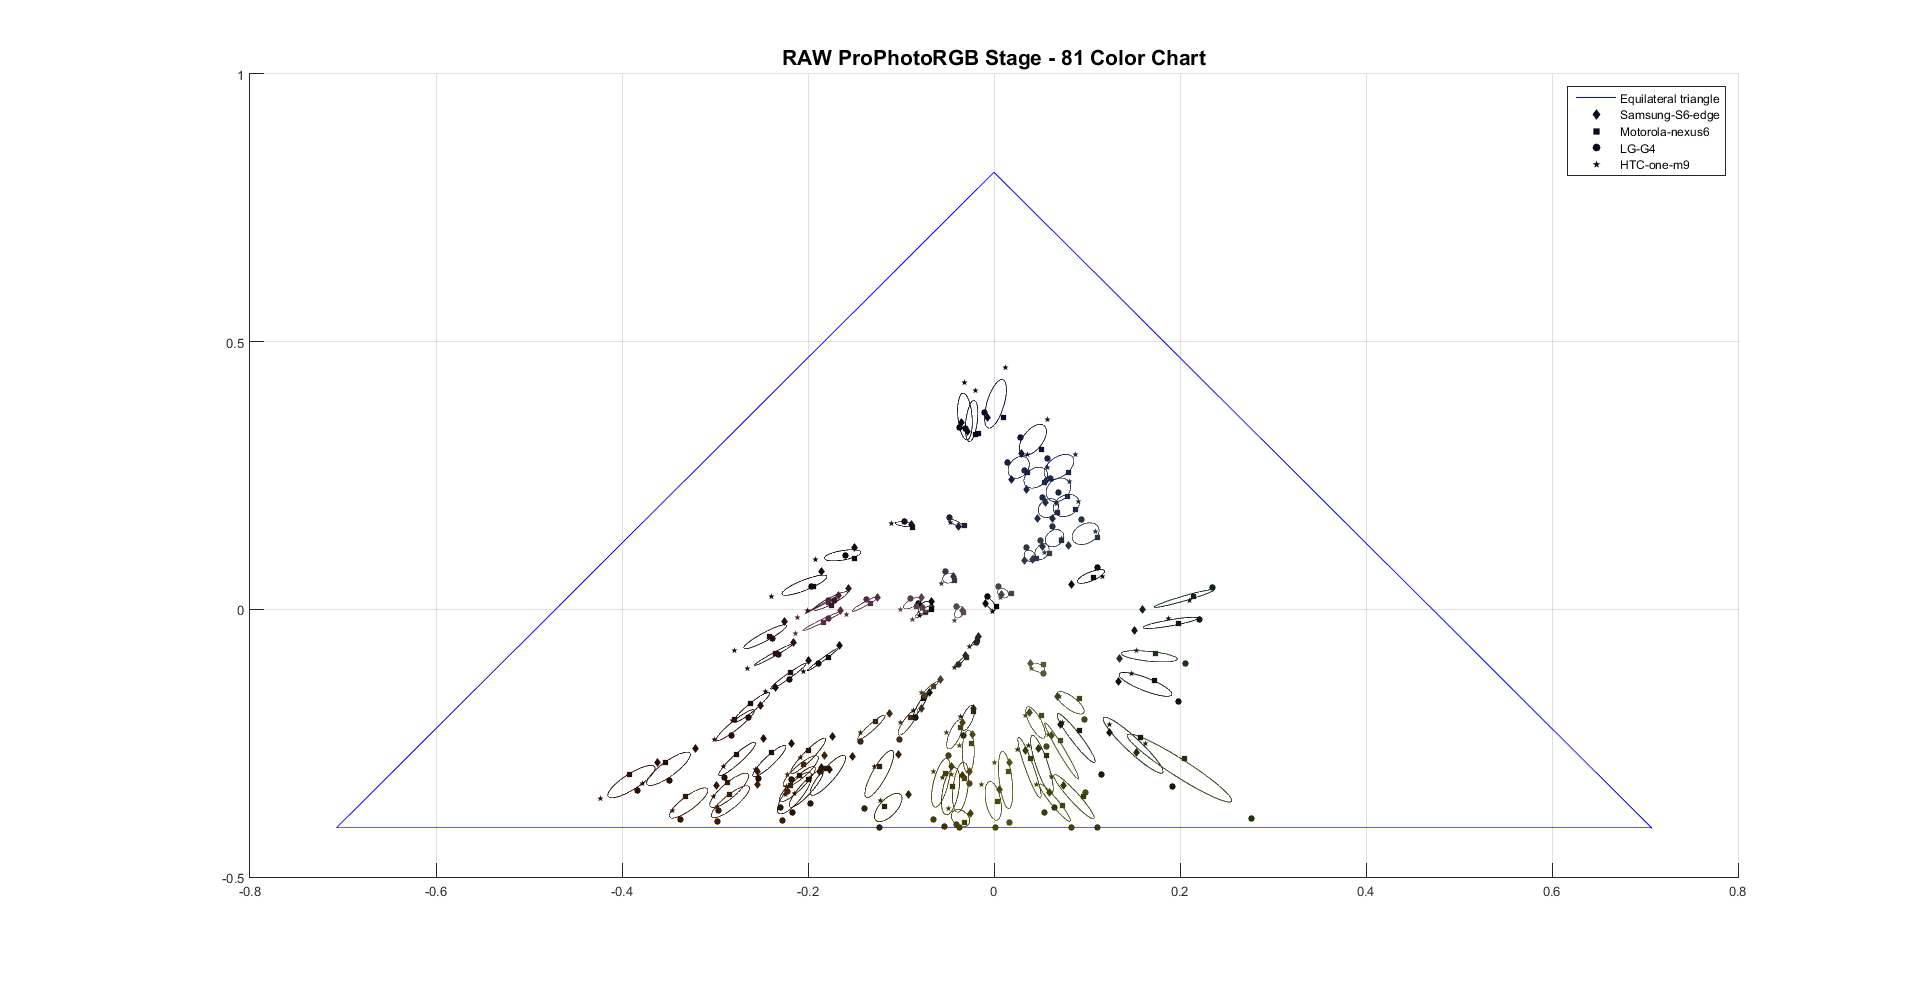 RAW ProPhotoRGB Stage - 81 Color Chart
1
Equilateral triangle
Samsung-S6-edge
Motorola-nexus6
LG-G4
HTC-one-m9
0.5
0
-0.5
-0.8 -0.6 -0.4 -0.2 0 0.2 0.4 0.6 0.8